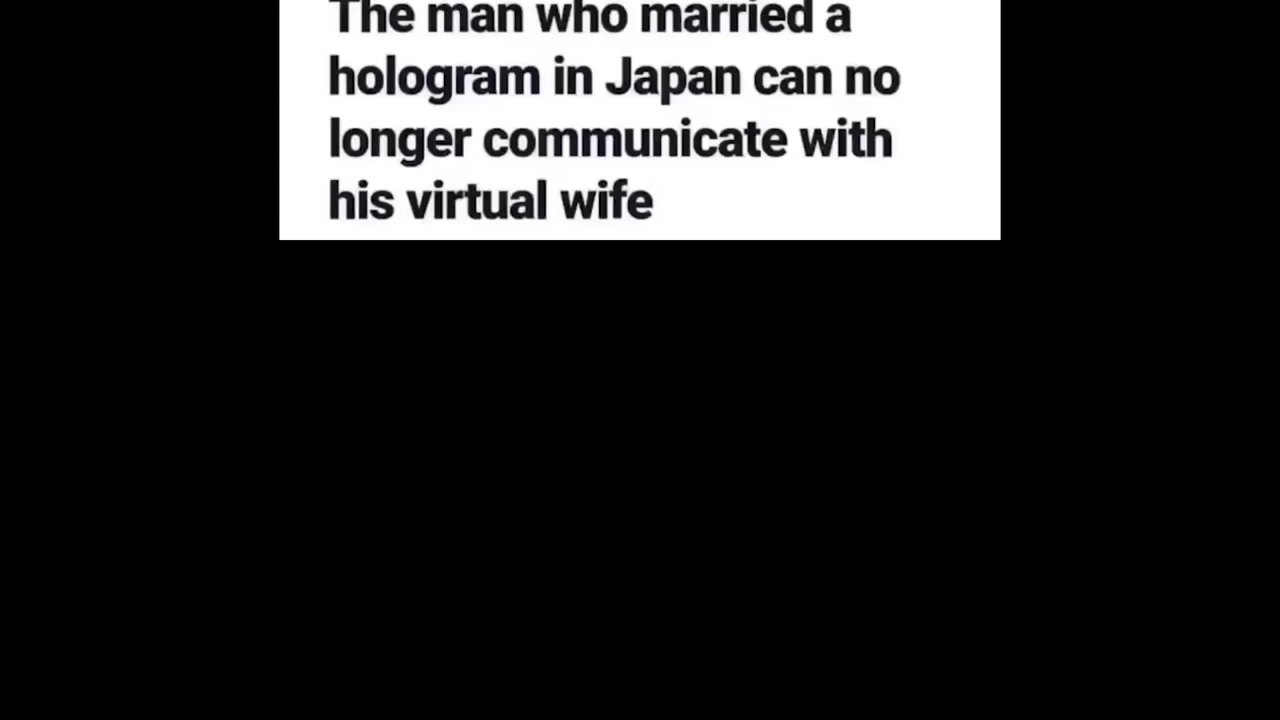 The man who married a
hologram in Japan can no
longer communicate with
his virtual wife